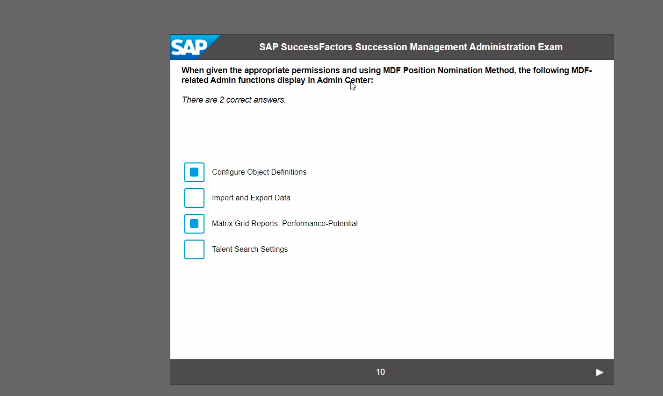 SAP
SAP SuccessFactors Succession Management Administration Exam
When given the appropriate permissions and using MDF Position Nomination Method, the following MDF-
related Admin functions display in Admin Center:
There are 2 correct answers.
Configure Object Definitions
Import and Export Data
Matrix Grid Reports: Performance-Potential
Talent Search Settings
10